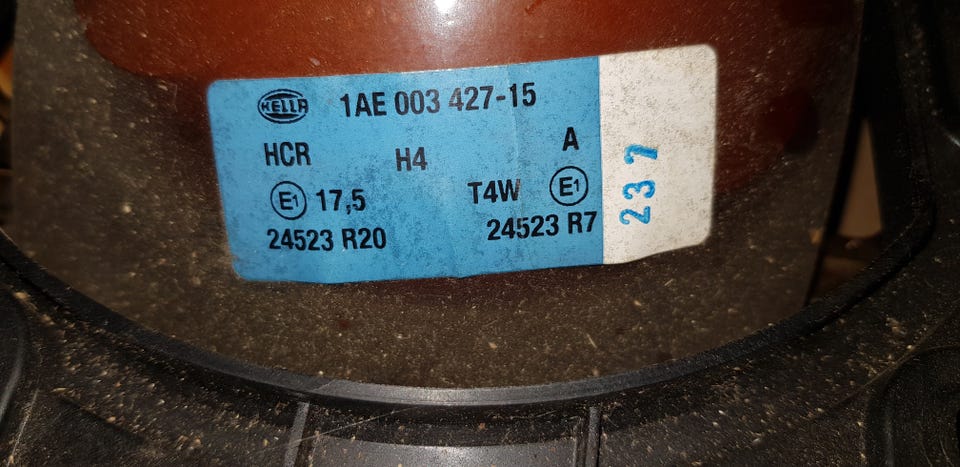 HELLA 1AE 003 427-15
HCR H4 A
E1 17,5 T4W E1
24523 R20 24523 R7
237